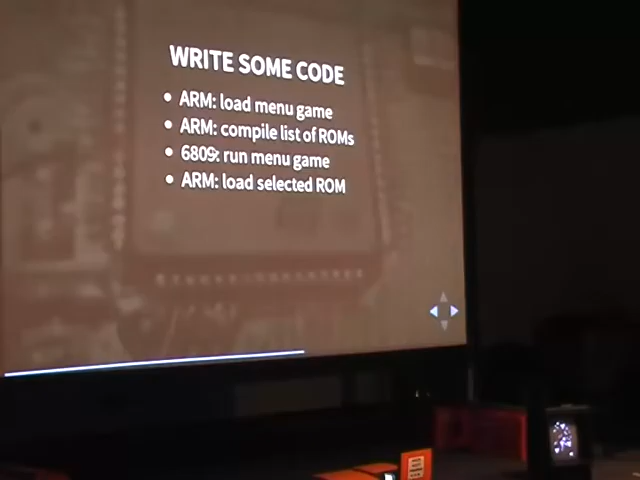 WRITE SOME CODE
ARM: load menu game
ARM: compile list of ROMs
6809: run menu game
ARM: load selected ROM